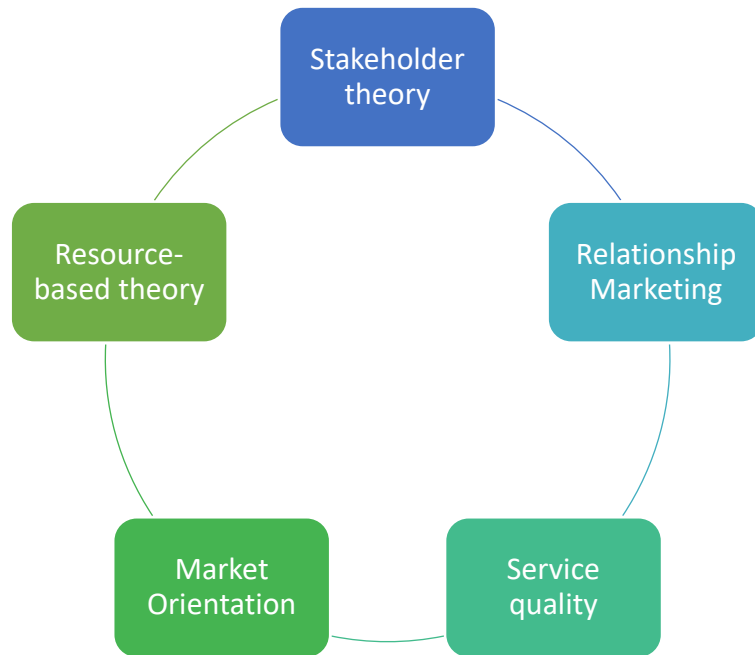 Stakeholder
theory
Relationship
Marketing
Service
quality
Market
Orientation
Resource-
based theory